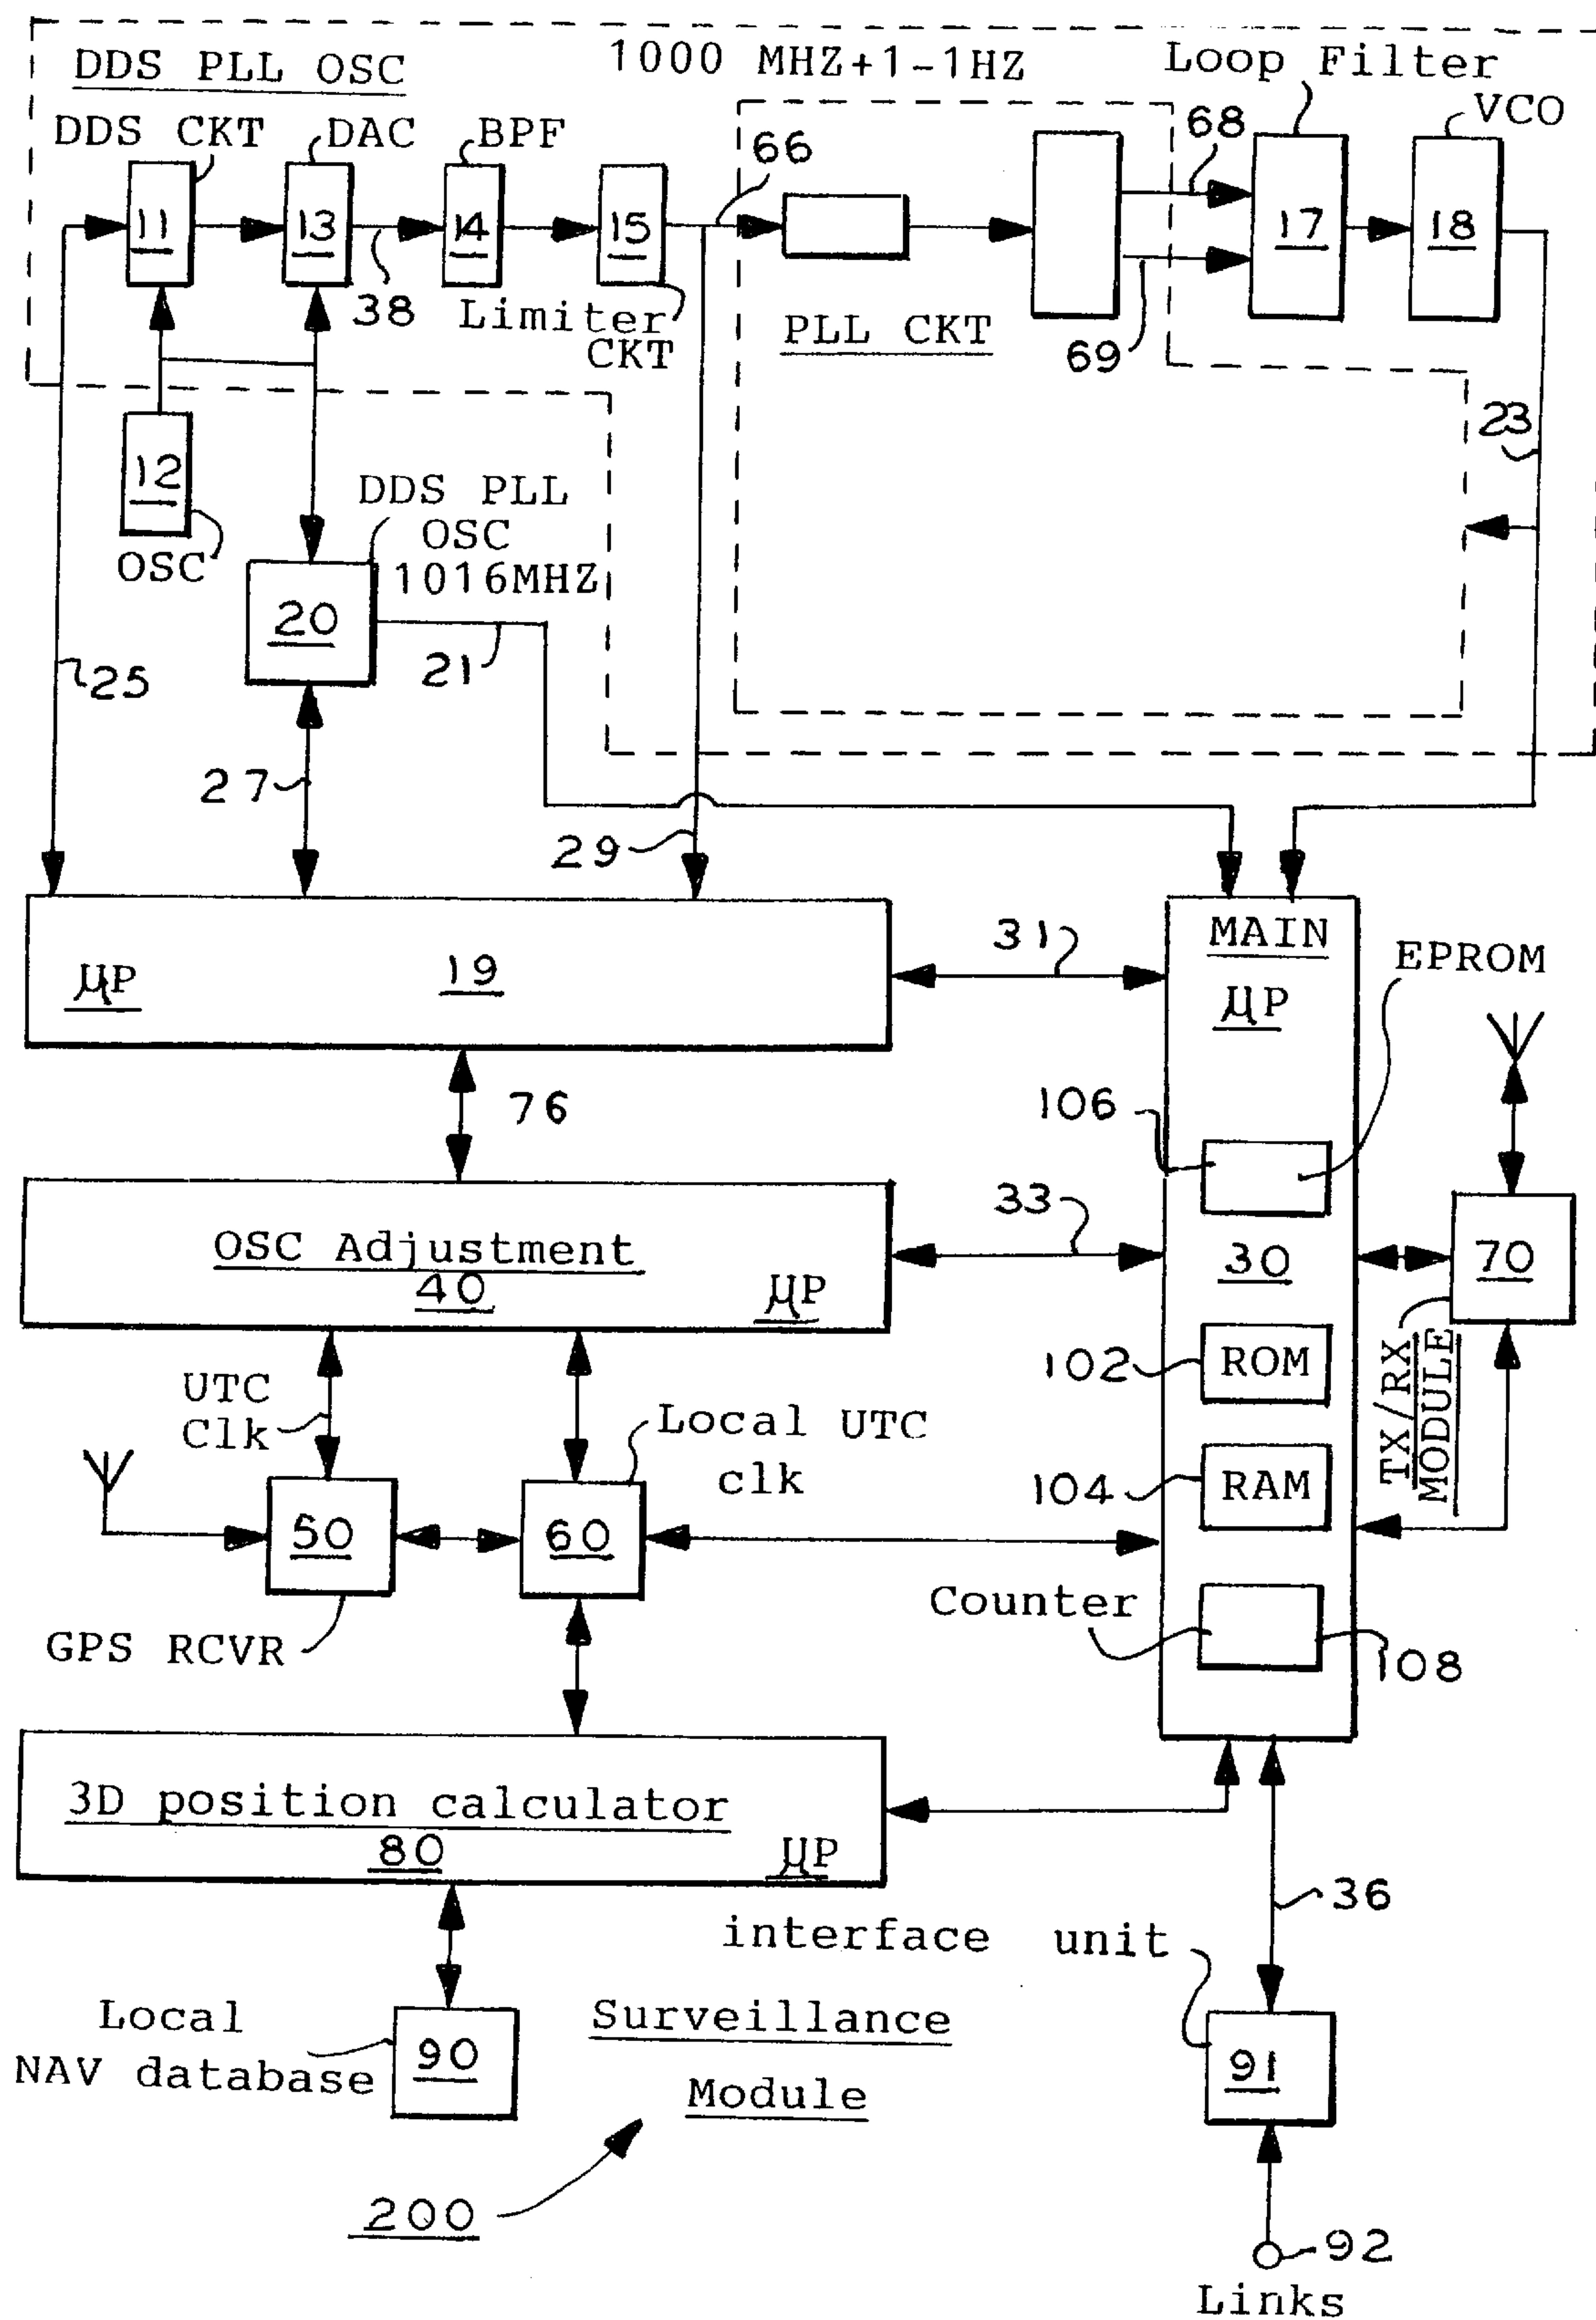 DDS PLL OSC
1000 MHZ+1-1HZ
Loop Filter
DDS CKT
DAC
BPF
66
68
VCO
11
13
14
15
17
18
38
Limiter
CKT
PLL CKT
69
23
12
OSC
DDS PLL
OSC
1016MHZ
20
21
25
27
29
µP
19
31
MAIN
µP
EPROM
76
106
OSC Adjustment
40
µP
33
30
70
TX/RX
MODULE
UTC
Clk
Local UTC
clk
102
ROM
104
RAM
50
60
GPS RCVR
Counter
108
3D position calculator
80
µP
36
interface unit
Local
NAV database
90
Surveillance
Module
91
200
92
Links